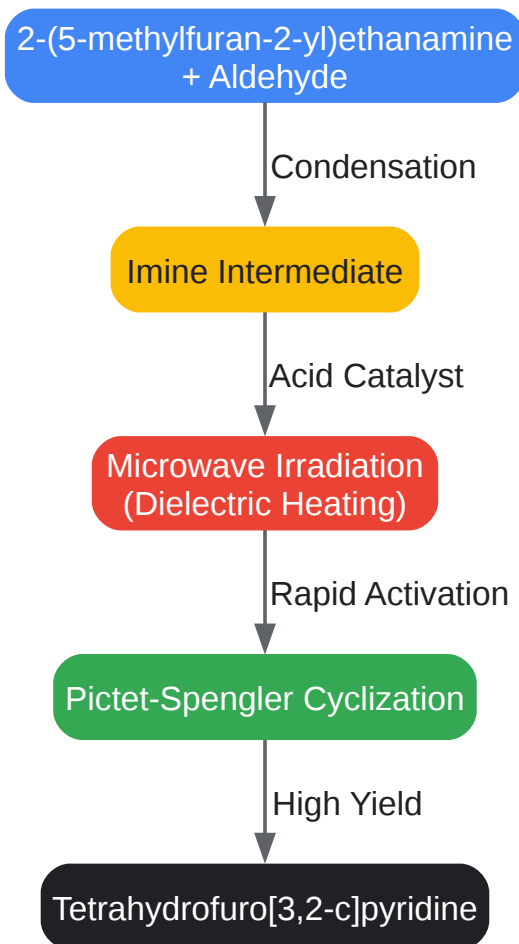 2-(5-methylfuran-2-yl)ethanamine
+ Aldehyde
Condensation
Imine Intermediate
Acid Catalyst
Microwave Irradiation
(Dielectric Heating)
Rapid Activation
Pictet-Spengler Cyclization
High Yield
Tetrahydrofuro[3,2-c]pyridine